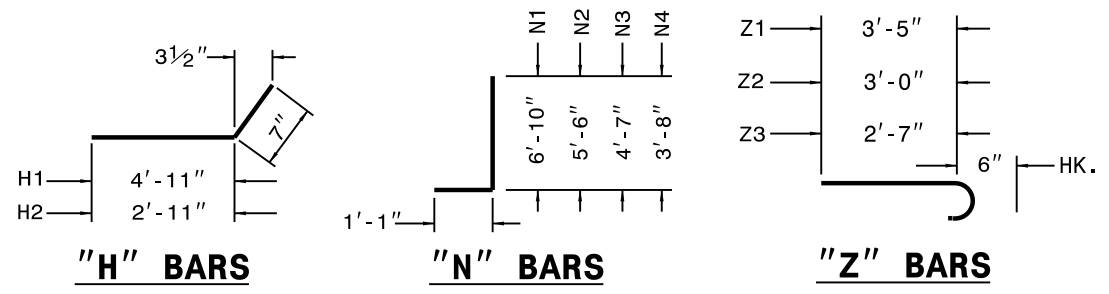 3½″
7″
H1 4′-11″
H2 2′-11″
"H" BARS
N1 N2 N3 N4
6′-10″ 5′-6″ 4′-7″ 3′-8″
1′-1″
"N" BARS
Z1 3′-5″
Z2 3′-0″
Z3 2′-7″
6″ HK.
"Z" BARS